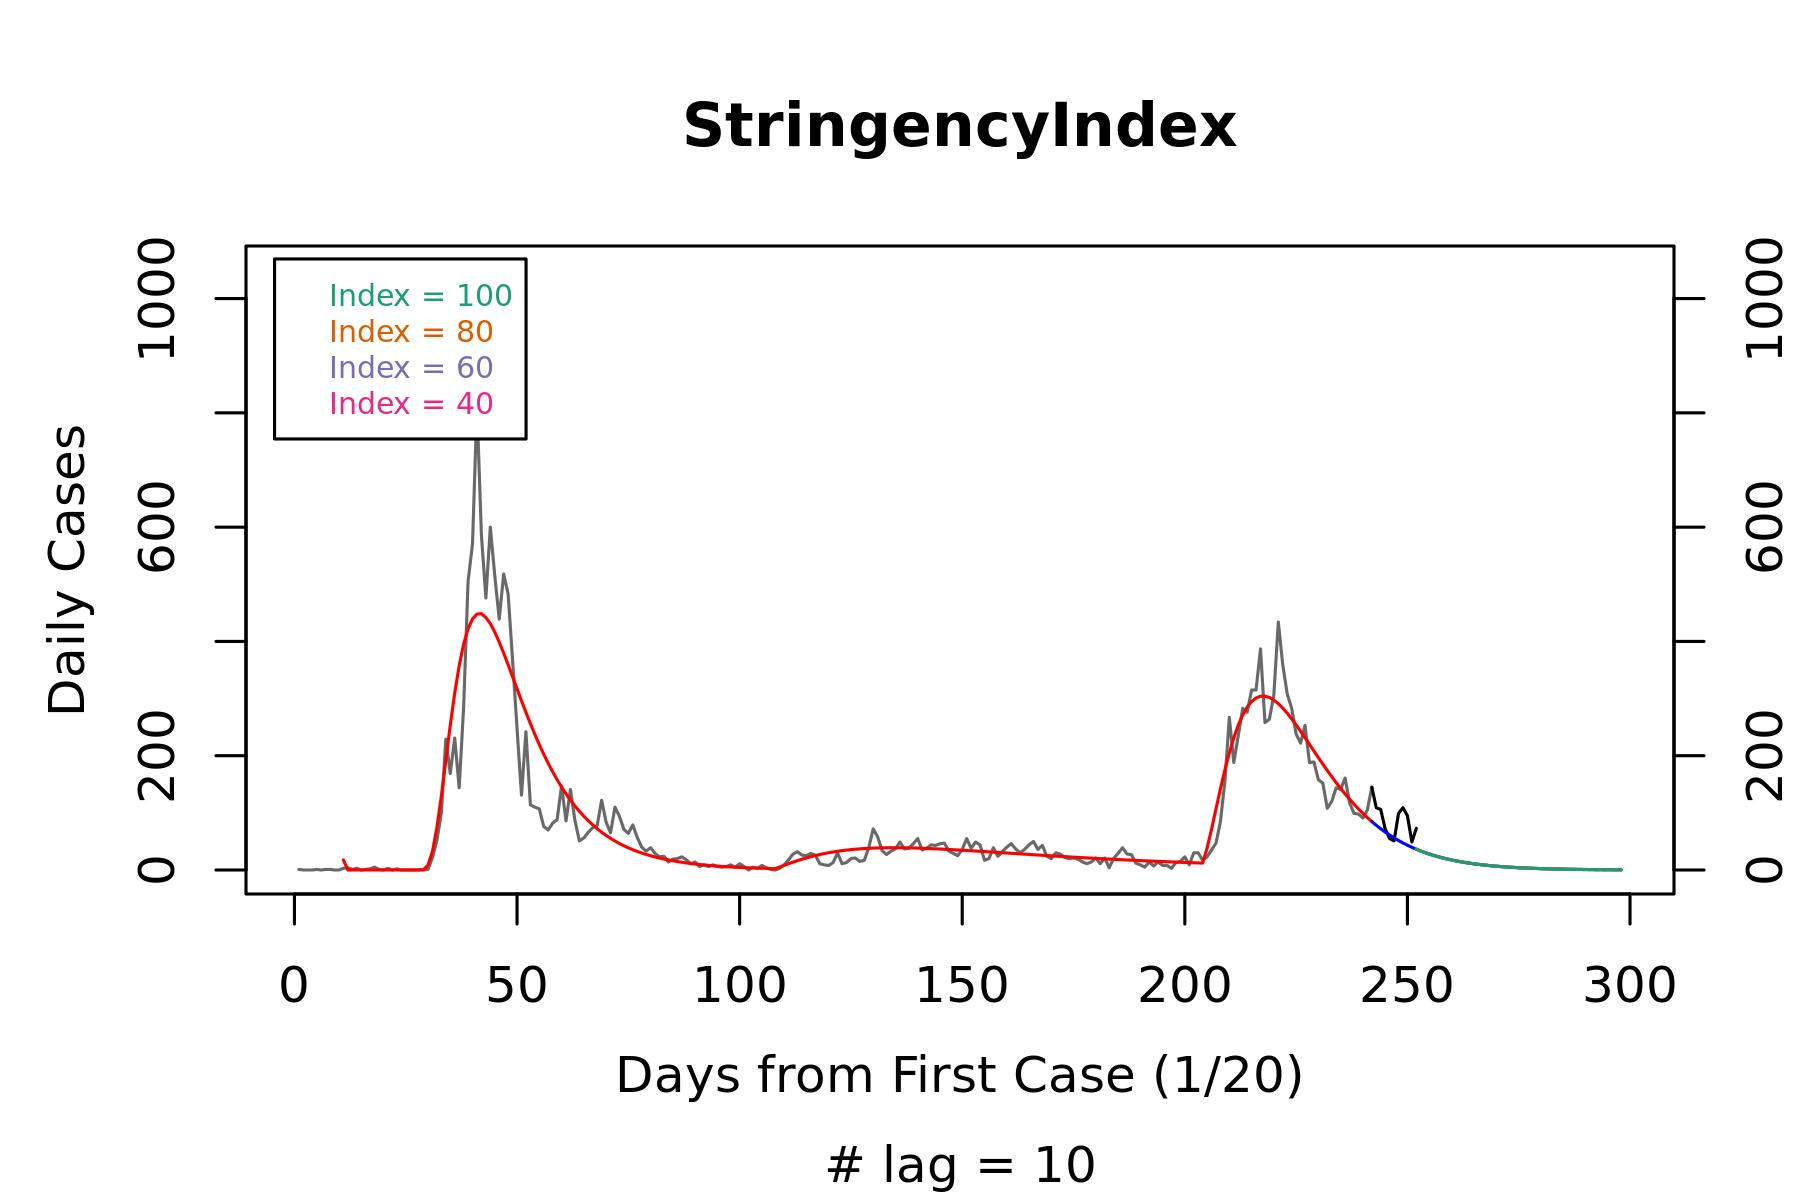 StringencyIndex
Index = 100
Index = 80
Index = 60
Index = 40
Daily Cases
0 200 600 1000
0 200 600 1000
0 50 100 150 200 250 300
Days from First Case (1/20)
# lag = 10